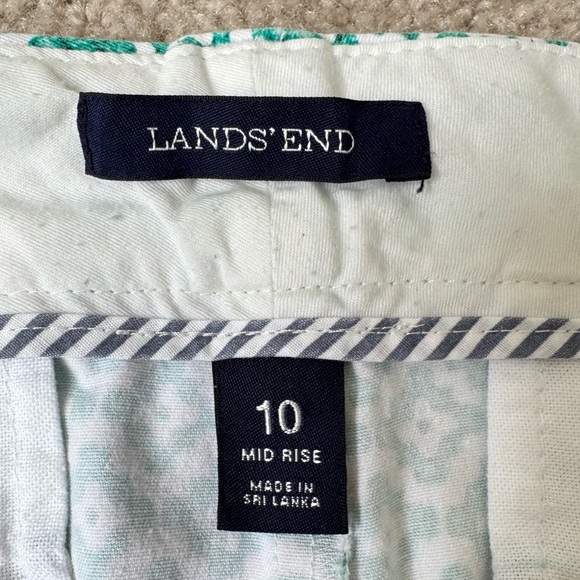 LANDS' END
10
MID RISE
MADE IN
SRI LANKA